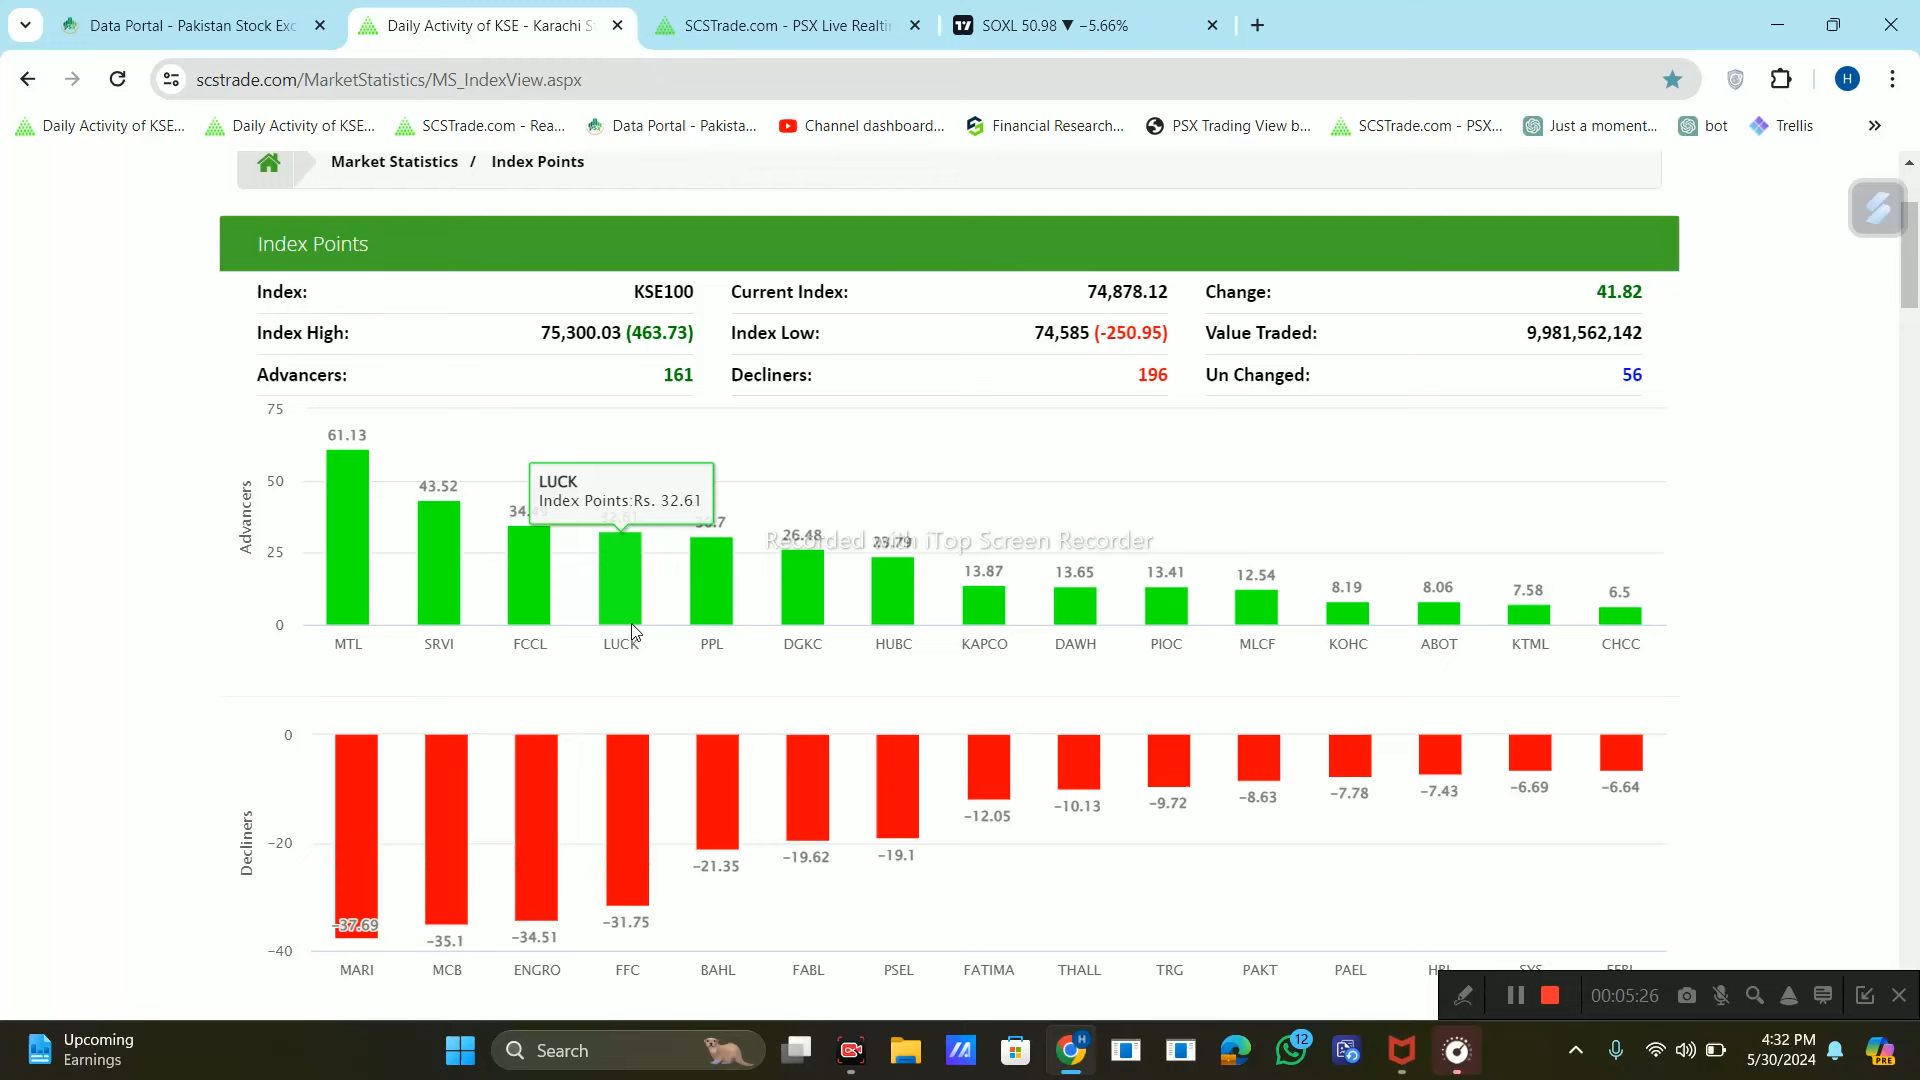 Data Portal - Pakistan Stock Exc
Daily Activity of KSE - Karachi S
SCSTrade.com - PSX Live Realti
SOXL 50.98 ▼ −5.66%
scstrade.com/MarketStatistics/MS_IndexView.aspx
H
Daily Activity of KSE...
Daily Activity of KSE...
SCSTrade.com - Rea...
Data Portal - Pakista...
Channel dashboard...
Financial Research...
PSX Trading View b...
SCSTrade.com - PSX...
Just a moment...
bot
Trellis
Market Statistics / Index Points
Index Points
Index: KSE100 Current Index: 74,878.12 Change: 41.82
Index High: 75,300.03 (463.73) Index Low: 74,585 (-250.95) Value Traded: 9,981,562,142
Advancers: 161 Decliners: 196 Un Changed: 56
75
50
25
0
Advancers
61.13
43.52
LUCK
Index Points:Rs. 32.61
26.48
23.79
13.87
13.65
13.41
12.54
8.19
8.06
7.58
6.5
Recorded with iTop Screen Recorder
MTL SRVI FCCL LUCK PPL DGKC HUBC KAPCO DAWH PIOC MLCF KOHC ABOT KTML CHCC
0
−20
−40
Decliners
−37.69
−35.1
−34.51
−31.75
−21.35
−19.62
−19.1
−12.05
−10.13
−9.72
−8.63
−7.78
−7.43
−6.69
−6.64
MARI MCB ENGRO FFC BAHL FABL PSEL FATIMA THALL TRG PAKT PAEL
00:05:26
Upcoming
Earnings
Search
12
4:32 PM
5/30/2024
PRE